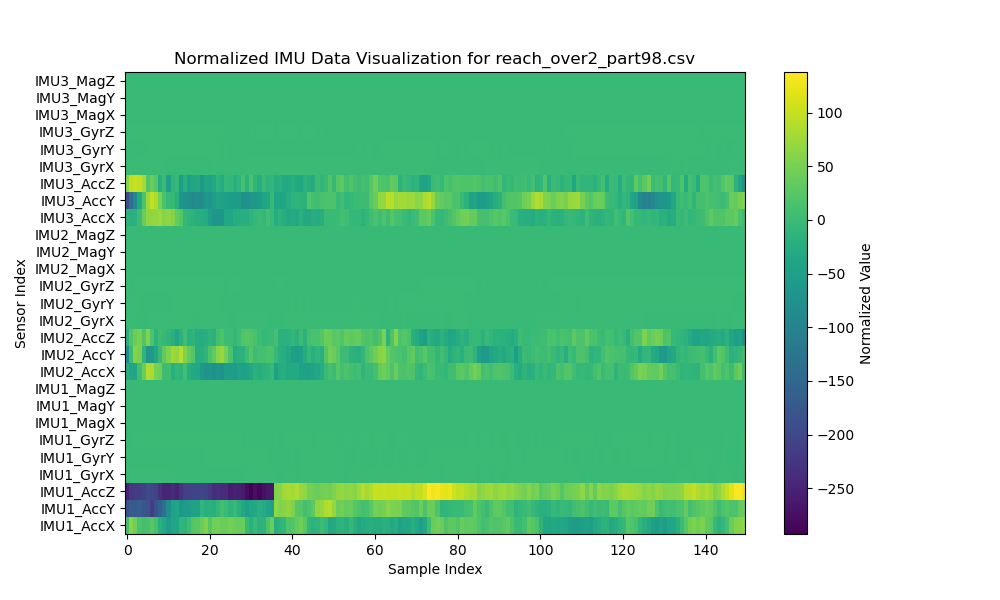 Normalized IMU Data Visualization for reach_over2_part98.csv
IMU3_MagZ
IMU3_MagY
IMU3_MagX
IMU3_GyrZ
IMU3_GyrY
IMU3_GyrX
IMU3_AccZ
IMU3_AccY
IMU3_AccX
IMU2_MagZ
IMU2_MagY
IMU2_MagX
IMU2_GyrZ
IMU2_GyrY
IMU2_GyrX
IMU2_AccZ
IMU2_AccY
IMU2_AccX
IMU1_MagZ
IMU1_MagY
IMU1_MagX
IMU1_GyrZ
IMU1_GyrY
IMU1_GyrX
IMU1_AccZ
IMU1_AccY
IMU1_AccX
Sensor Index
0 20 40 60 80 100 120 140
Sample Index
100
50
0
−50
−100
−150
−200
−250
Normalized Value